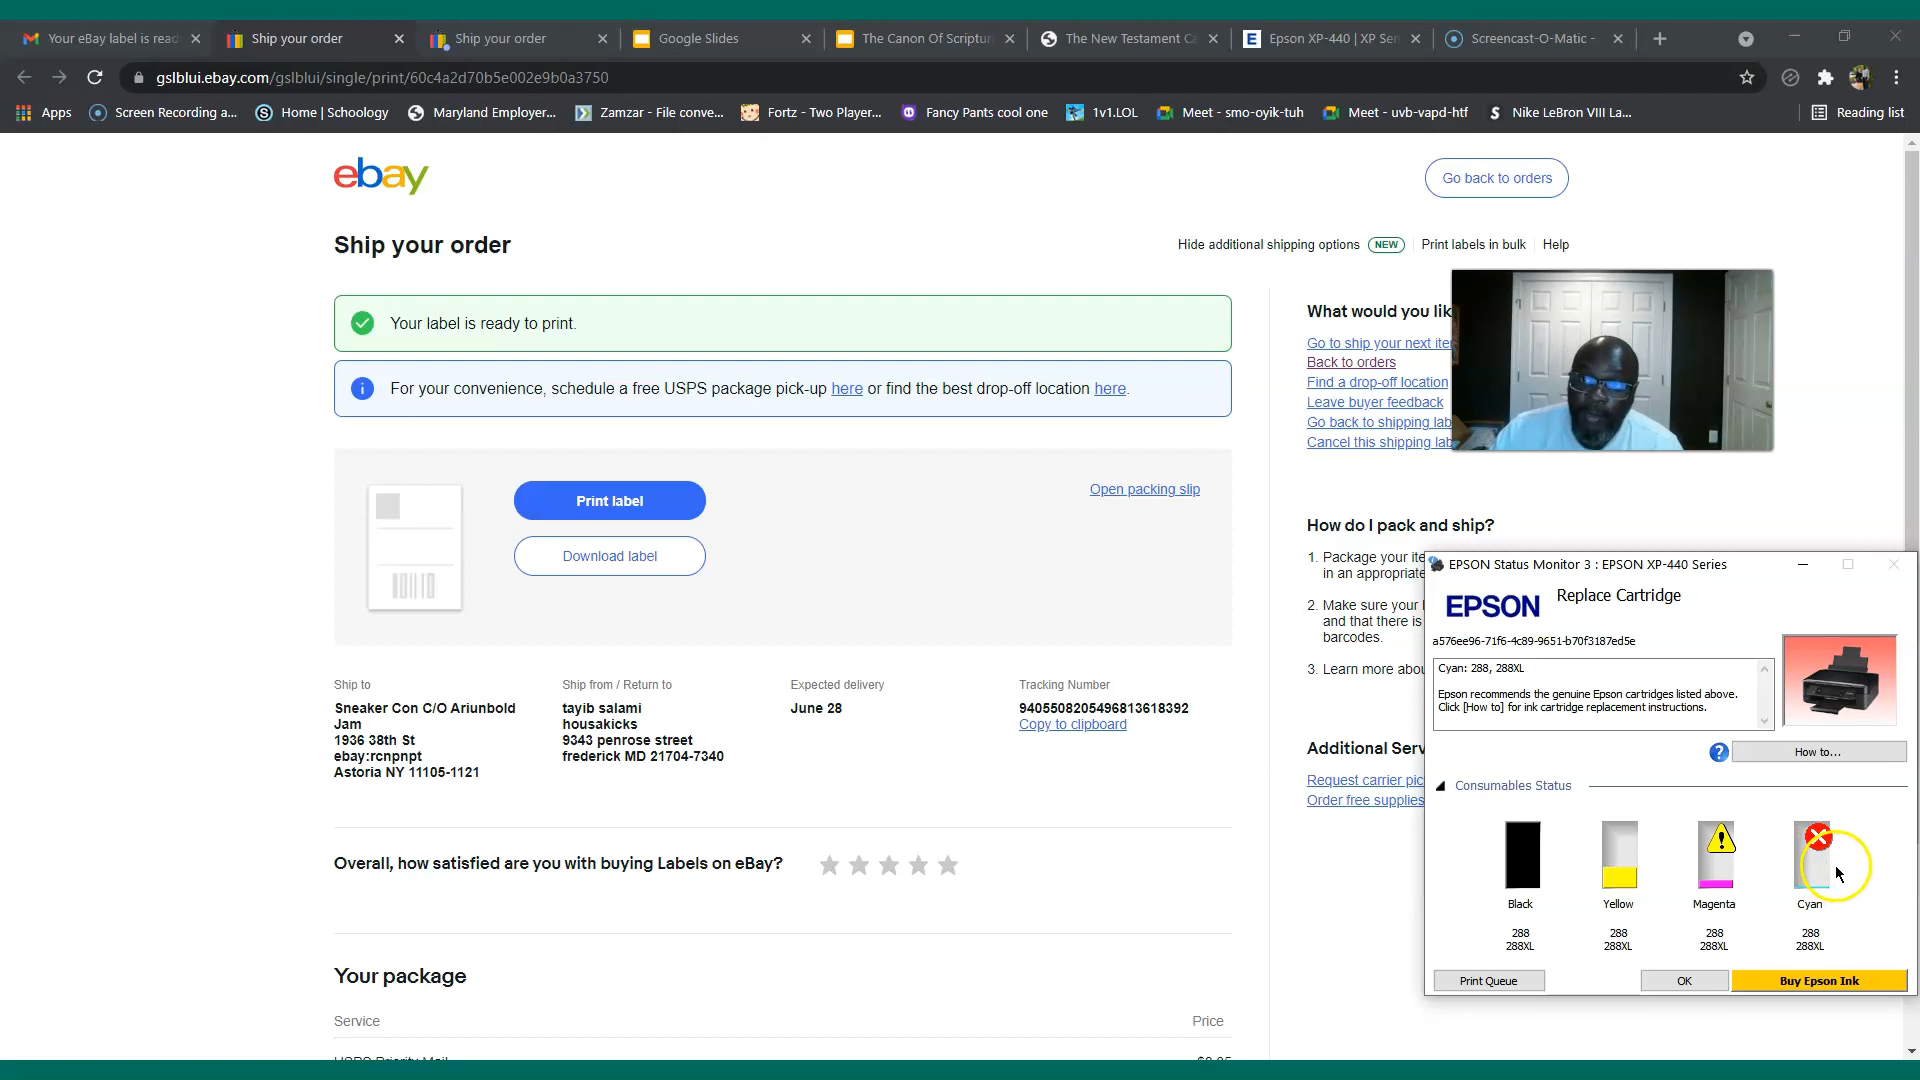 Your eBay label is read
Ship your order
Ship your order
Google Slides
The Canon Of Scriptur
The New Testament Ca
Epson XP-440 | XP Ser
Screencast-O-Matic -
gslblui.ebay.com/gslblui/single/print/60c4a2d70b5e002e9b0a3750
Apps
Screen Recording a...
Home | Schoology
Maryland Employer...
Zamzar - File conve...
Fortz - Two Player...
Fancy Pants cool one
1v1.LOL
Meet - smo-oyik-tuh
Meet - uvb-vapd-htf
Nike LeBron VIII La...
Reading list
ebay
Go back to orders
Ship your order
Hide additional shipping options NEW
Print labels in bulk
Help
Your label is ready to print.
For your convenience, schedule a free USPS package pick-up here or find the best drop-off location here.
Print label
Download label
Open packing slip
Ship to
Sneaker Con C/O Ariunbold
Jam
1936 38th St
ebay:rcnpnpt
Astoria NY 11105-1121
Ship from / Return to
tayib salami
housakicks
9343 penrose street
frederick MD 21704-7340
Expected delivery
June 28
Tracking Number
9405508205496813618392
Copy to clipboard
Overall, how satisfied are you with buying Labels on eBay?
Your package
Service
Price
USPS Priority Mail
What would you lik
Go to ship your next iter
Back to orders
Find a drop-off location
Leave buyer feedback
Go back to shipping lab
Cancel this shipping lab
How do I pack and ship?
1. Package your ite
in an appropriate
2. Make sure your l
and that there is
barcodes.
3. Learn more abou
Additional Serv
Request carrier pic
Order free supplies
EPSON Status Monitor 3 : EPSON XP-440 Series
EPSON
Replace Cartridge
a576ee96-71f6-4c89-9651-b70f3187ed5e
Cyan: 288, 288XL
Epson recommends the genuine Epson cartridges listed above.
Click [How to] for ink cartridge replacement instructions.
How to...
Consumables Status
Black
Yellow
Magenta
Cyan
288
288
288
288
288XL
288XL
288XL
288XL
Print Queue
OK
Buy Epson Ink